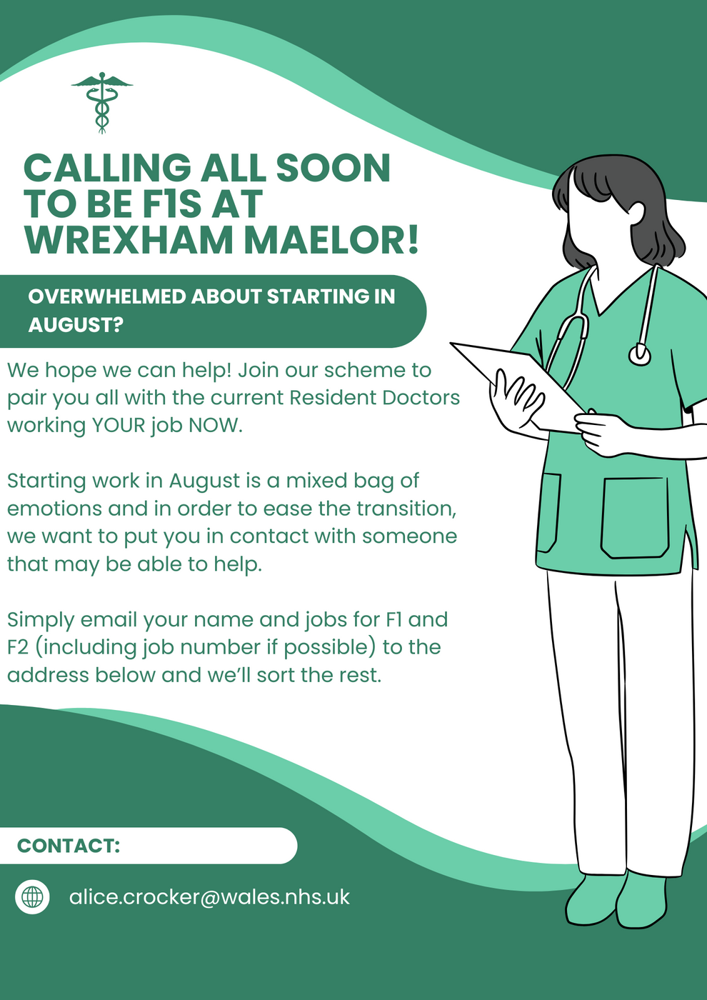 CALLING ALL SOON
TO BE F1S AT
WREXHAM MAELOR!
OVERWHELMED ABOUT STARTING IN
AUGUST?
We hope we can help! Join our scheme to
pair you all with the current Resident Doctors
working YOUR job NOW.
Starting work in August is a mixed bag of
emotions and in order to ease the transition,
we want to put you in contact with someone
that may be able to help.
Simply email your name and jobs for F1 and
F2 (including job number if possible) to the
address below and we’ll sort the rest.
CONTACT:
alice.crocker@wales.nhs.uk